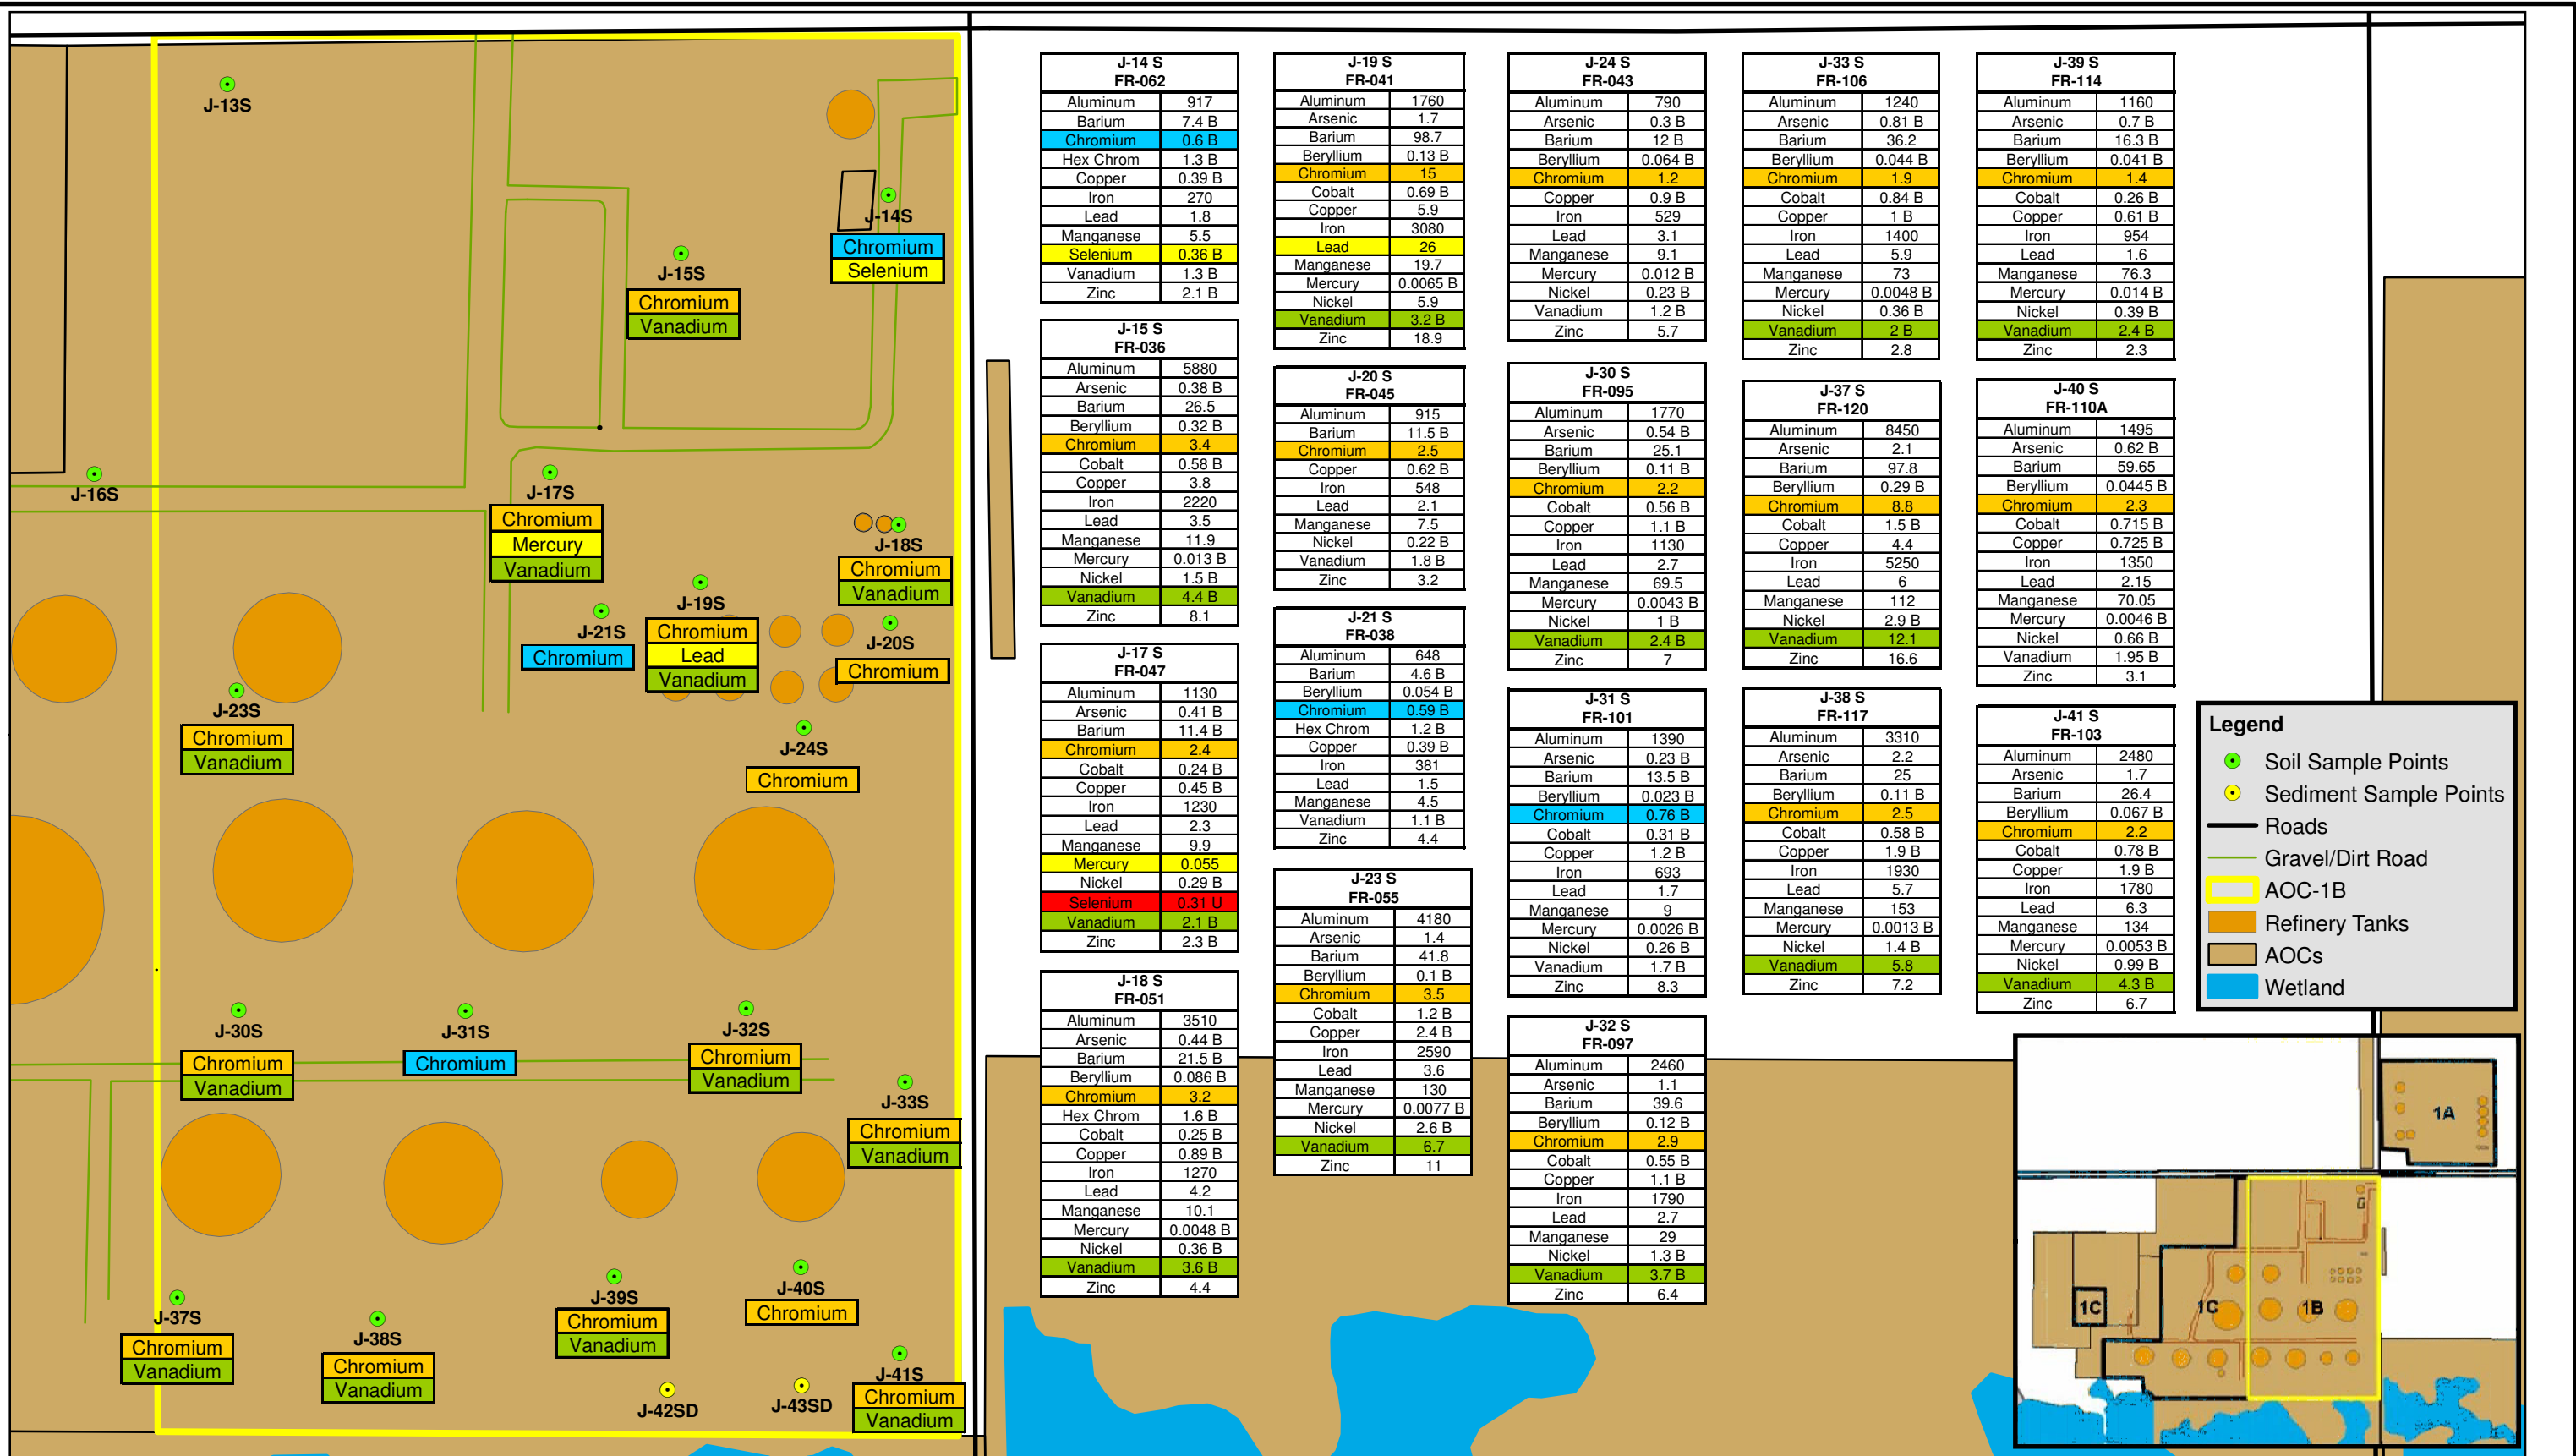 J-13S
J-14S
Chromium
Selenium
J-15S
Chromium
Vanadium
J-16S
J-17S
Chromium
Mercury
Vanadium
J-18S
Chromium
Vanadium
J-19S
Chromium
Lead
Vanadium
J-21S
Chromium
J-20S
Chromium
J-23S
Chromium
Vanadium
J-24S
Chromium
J-30S
Chromium
Vanadium
J-31S
Chromium
J-32S
Chromium
Vanadium
J-33S
Chromium
Vanadium
J-37S
Chromium
Vanadium
J-38S
Chromium
Vanadium
J-39S
Chromium
Vanadium
J-40S
Chromium
J-41S
Chromium
Vanadium
J-42SD
J-43SD
J-14 S
FR-062
Aluminum 917
Barium 7.4 B
Chromium 0.6 B
Hex Chrom 1.3 B
Copper 0.39 B
Iron 270
Lead 1.8
Manganese 5.5
Selenium 0.36 B
Vanadium 1.3 B
Zinc 2.1 B
J-15 S
FR-036
Aluminum 5880
Arsenic 0.38 B
Barium 26.5
Beryllium 0.32 B
Chromium 3.4
Cobalt 0.58 B
Copper 3.8
Iron 2220
Lead 3.5
Manganese 11.9
Mercury 0.013 B
Nickel 1.5 B
Vanadium 4.4 B
Zinc 8.1
J-17 S
FR-047
Aluminum 1130
Arsenic 0.41 B
Barium 11.4 B
Chromium 2.4
Cobalt 0.24 B
Copper 0.45 B
Iron 1230
Lead 2.3
Manganese 9.9
Mercury 0.055
Nickel 0.29 B
Selenium 0.31 U
Vanadium 2.1 B
Zinc 2.3 B
J-18 S
FR-051
Aluminum 3510
Arsenic 0.44 B
Barium 21.5 B
Beryllium 0.086 B
Chromium 3.2
Hex Chrom 1.6 B
Cobalt 0.25 B
Copper 0.89 B
Iron 1270
Lead 4.2
Manganese 10.1
Mercury 0.0048 B
Nickel 0.36 B
Vanadium 3.6 B
Zinc 4.4
J-19 S
FR-041
Aluminum 1760
Arsenic 1.7
Barium 98.7
Beryllium 0.13 B
Chromium 15
Cobalt 0.69 B
Copper 5.9
Iron 3080
Lead 26
Manganese 19.7
Mercury 0.0065 B
Nickel 5.9
Vanadium 3.2 B
Zinc 18.9
J-20 S
FR-045
Aluminum 915
Barium 11.5 B
Chromium 2.5
Copper 0.62 B
Iron 548
Lead 2.1
Manganese 7.5
Nickel 0.22 B
Vanadium 1.8 B
Zinc 3.2
J-21 S
FR-038
Aluminum 648
Barium 4.6 B
Beryllium 0.054 B
Chromium 0.59 B
Hex Chrom 1.2 B
Copper 0.39 B
Iron 381
Lead 1.5
Manganese 4.5
Vanadium 1.1 B
Zinc 4.4
J-23 S
FR-055
Aluminum 4180
Arsenic 1.4
Barium 41.8
Beryllium 0.1 B
Chromium 3.5
Cobalt 1.2 B
Copper 2.4 B
Iron 2590
Lead 3.6
Manganese 130
Mercury 0.0077 B
Nickel 2.6 B
Vanadium 6.7
Zinc 11
J-24 S
FR-043
Aluminum 790
Arsenic 0.3 B
Barium 12 B
Beryllium 0.064 B
Chromium 1.2
Copper 0.9 B
Iron 529
Lead 3.1
Manganese 9.1
Mercury 0.012 B
Nickel 0.23 B
Vanadium 1.2 B
Zinc 5.7
J-30 S
FR-095
Aluminum 1770
Arsenic 0.54 B
Barium 25.1
Beryllium 0.11 B
Chromium 2.2
Cobalt 0.56 B
Copper 1.1 B
Iron 1130
Lead 2.7
Manganese 69.5
Mercury 0.0043 B
Nickel 1 B
Vanadium 2.4 B
Zinc 7
J-31 S
FR-101
Aluminum 1390
Arsenic 0.23 B
Barium 13.5 B
Beryllium 0.023 B
Chromium 0.76 B
Cobalt 0.31 B
Copper 1.2 B
Iron 693
Lead 1.7
Manganese 9
Mercury 0.0026 B
Nickel 0.26 B
Vanadium 1.7 B
Zinc 8.3
J-32 S
FR-097
Aluminum 2460
Arsenic 1.1
Barium 39.6
Beryllium 0.12 B
Chromium 2.9
Cobalt 0.55 B
Copper 1.1 B
Iron 1790
Lead 2.7
Manganese 29
Nickel 1.3 B
Vanadium 3.7 B
Zinc 6.4
J-33 S
FR-106
Aluminum 1240
Arsenic 0.81 B
Barium 36.2
Beryllium 0.044 B
Chromium 1.9
Cobalt 0.84 B
Copper 1 B
Iron 1400
Lead 5.9
Manganese 73
Mercury 0.0048 B
Nickel 0.36 B
Vanadium 2 B
Zinc 2.8
J-37 S
FR-120
Aluminum 8450
Arsenic 2.1
Barium 97.8
Beryllium 0.29 B
Chromium 8.8
Cobalt 1.5 B
Copper 4.4
Iron 5250
Lead 6
Manganese 112
Nickel 2.9 B
Vanadium 12.1
Zinc 16.6
J-38 S
FR-117
Aluminum 3310
Arsenic 2.2
Barium 25
Beryllium 0.11 B
Chromium 2.5
Cobalt 0.58 B
Copper 1.9 B
Iron 1930
Lead 5.7
Manganese 153
Mercury 0.0013 B
Nickel 1.4 B
Vanadium 5.8
Zinc 7.2
J-39 S
FR-114
Aluminum 1160
Arsenic 0.7 B
Barium 16.3 B
Beryllium 0.041 B
Chromium 1.4
Cobalt 0.26 B
Copper 0.61 B
Iron 954
Lead 1.6
Manganese 76.3
Mercury 0.014 B
Nickel 0.39 B
Vanadium 2.4 B
Zinc 2.3
J-40 S
FR-110A
Aluminum 1495
Arsenic 0.62 B
Barium 59.65
Beryllium 0.0445 B
Chromium 2.3
Cobalt 0.715 B
Copper 0.725 B
Iron 1350
Lead 2.15
Manganese 70.05
Mercury 0.0046 B
Nickel 0.66 B
Vanadium 1.95 B
Zinc 3.1
J-41 S
FR-103
Aluminum 2480
Arsenic 1.7
Barium 26.4
Beryllium 0.067 B
Chromium 2.2
Cobalt 0.78 B
Copper 1.9 B
Iron 1780
Lead 6.3
Manganese 134
Mercury 0.0053 B
Nickel 0.99 B
Vanadium 4.3 B
Zinc 6.7
Legend
Soil Sample Points
Sediment Sample Points
Roads
Gravel/Dirt Road
AOC-1B
Refinery Tanks
AOCs
Wetland
1A
1C
1C
1B